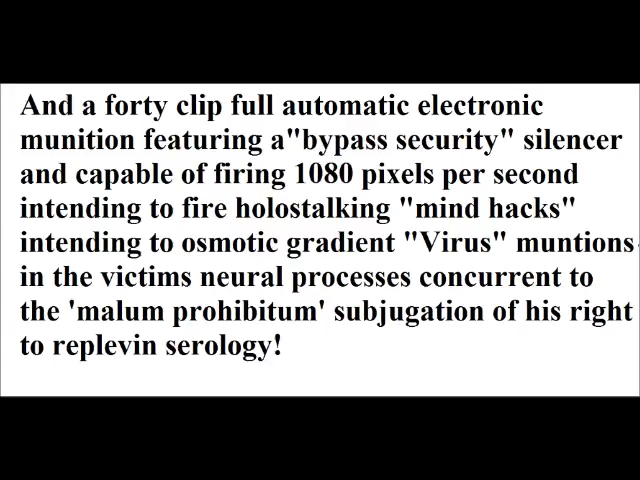 And a forty clip full automatic electronic
munition featuring a"bypass security" silencer
and capable of firing 1080 pixels per second
intending to fire holostalking "mind hacks"
intending to osmotic gradient "Virus" muntions-
in the victims neural processes concurrent to
the 'malum prohibitum' subjugation of his right
to replevin serology!